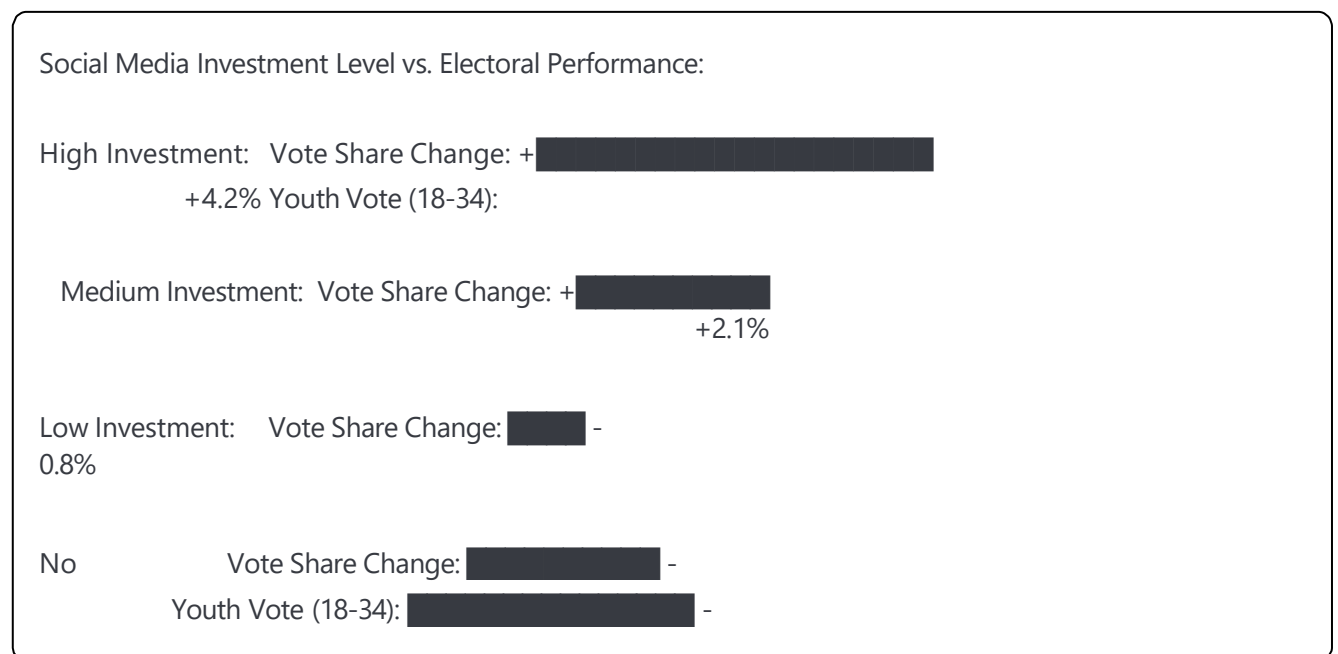 Social Media Investment Level vs. Electoral Performance:
High Investment: Vote Share Change: +████████████████████
+4.2% Youth Vote (18-34):
Medium Investment: Vote Share Change: +██████████
+2.1%
Low Investment: Vote Share Change: ████ -
0.8%
No Vote Share Change: ██████████ -
Youth Vote (18-34): ███████████████ -